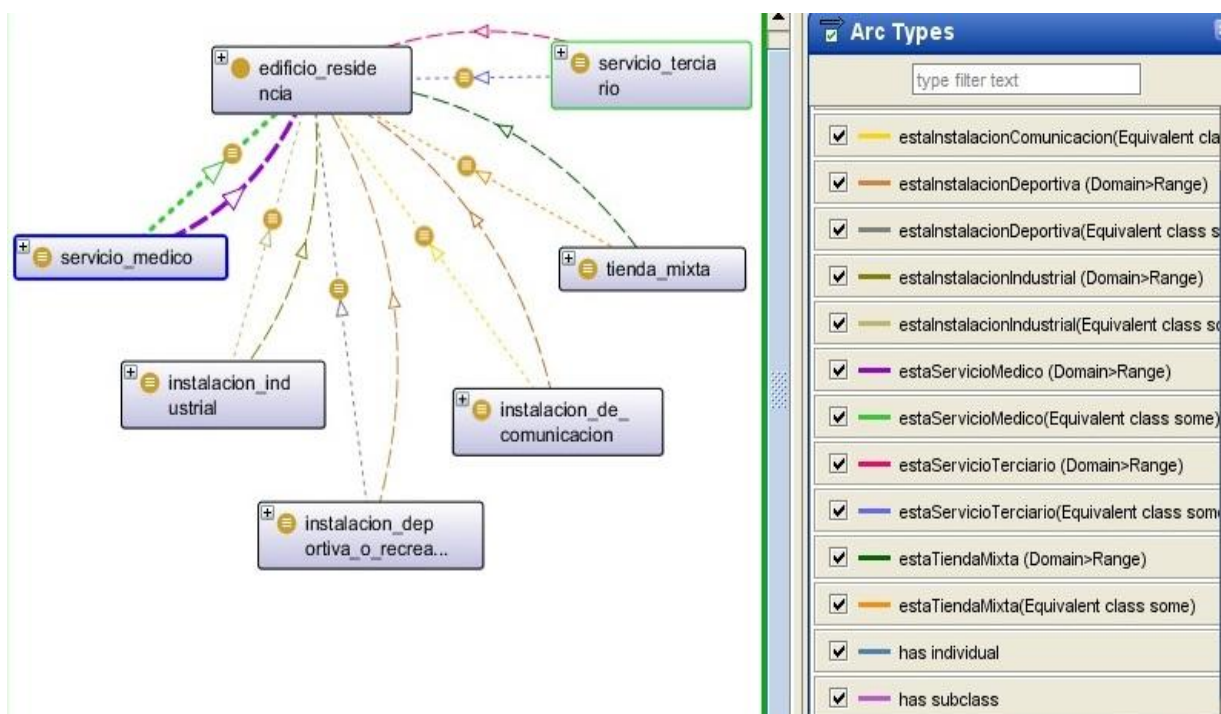 edificio_reside
ncia
servicio_tercia
rio
servicio_medico
tienda_mixta
instalacion_ind
ustrial
instalacion_de_
comunicacion
instalacion_dep
ortiva_o_recrea...
Arc Types
type filter text
estaInstalacionComunicacion(Equivalent cla
estaInstalacionDeportiva (Domain>Range)
estaInstalacionDeportiva(Equivalent class s
estaInstalacionIndustrial (Domain>Range)
estaInstalacionIndustrial(Equivalent class so
estaServicioMedico (Domain>Range)
estaServicioMedico(Equivalent class some)
estaServicioTerciario (Domain>Range)
estaServicioTerciario(Equivalent class som
estaTiendaMixta (Domain>Range)
estaTiendaMixta(Equivalent class some)
has individual
has subclass